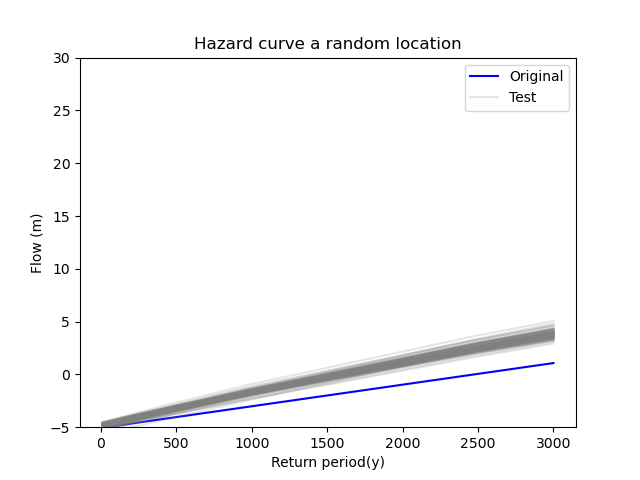 Hazard curve a random location
Original
Test
Flow (m)
30
25
20
15
10
5
0
−5
0 500 1000 1500 2000 2500 3000
Return period(y)